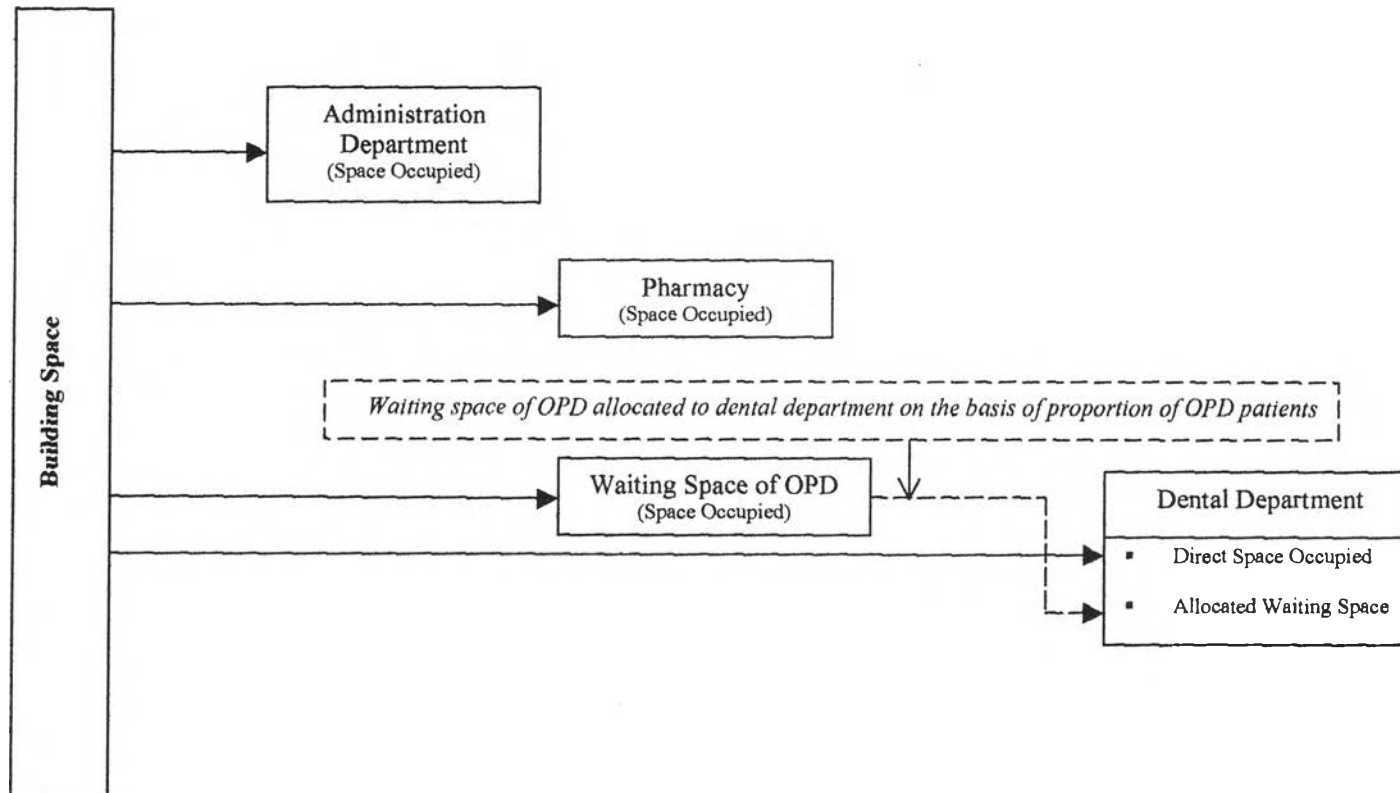 Building Space
Administration
Department
(Space Occupied)
Pharmacy
(Space Occupied)
Waiting space of OPD allocated to dental department on the basis of proportion of OPD patients
Waiting Space of OPD
(Space Occupied)
Dental Department
▪ Direct Space Occupied
▪ Allocated Waiting Space